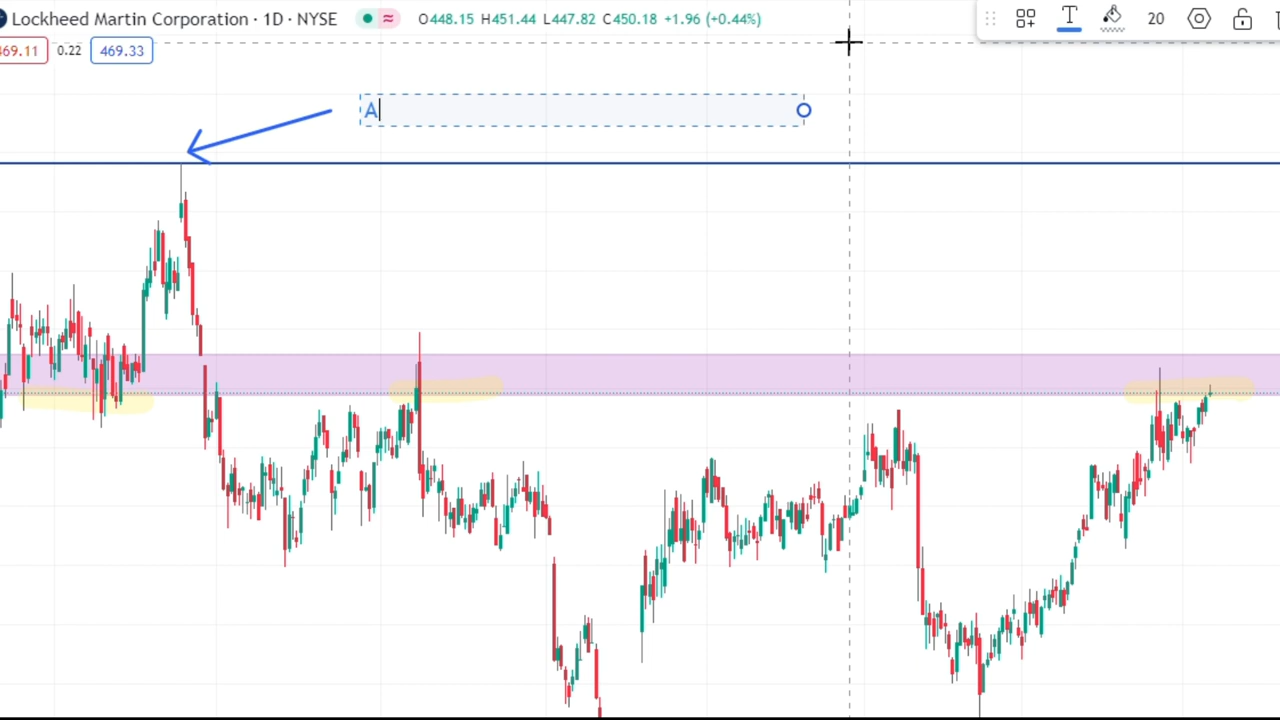 Lockheed Martin Corporation · 1D · NYSE O448.15 H451.44 L447.82 C450.18 +1.96 (+0.44%) T 20
469.11 0.22 469.33
A